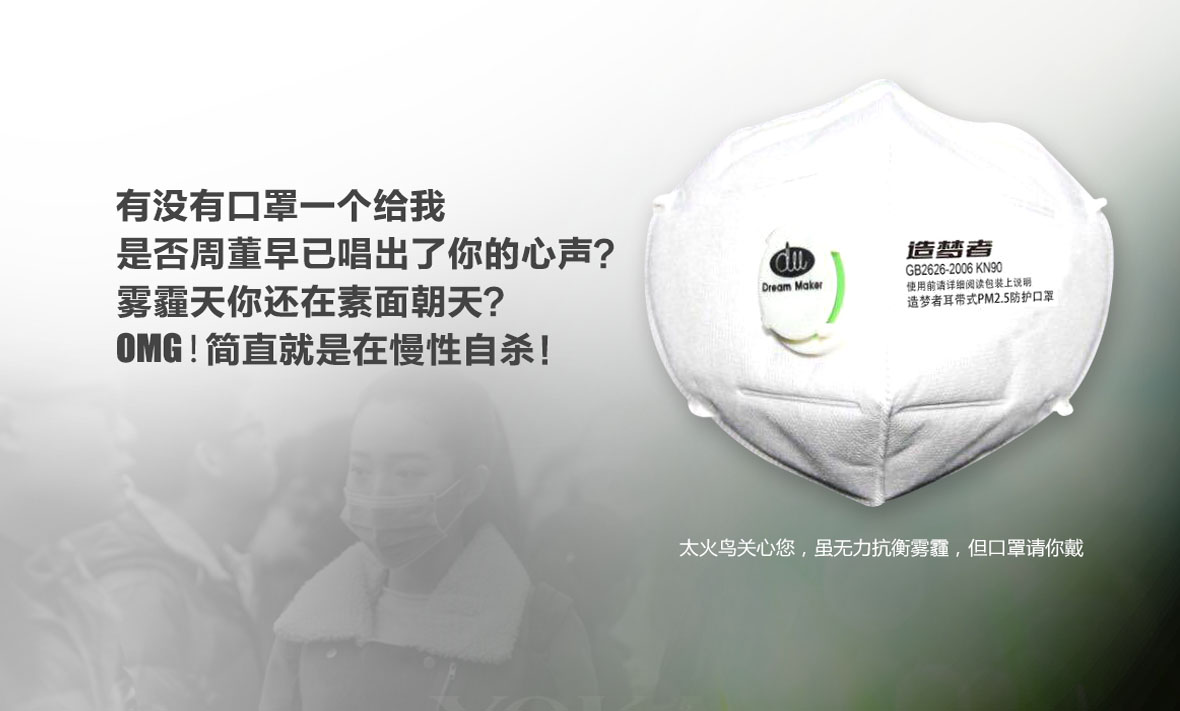 有没有口罩一个给我
是否周董早已唱出了你的心声？
雾霾天你还在素面朝天？
OMG！简直就是在慢性自杀！
dm
Dream Maker
造梦者
GB2626-2006 KN90
使用前请详细阅读包装上说明
造梦者耳带式PM2.5防护口罩
太火鸟关心您，虽无力抗衡雾霾，但口罩请你戴